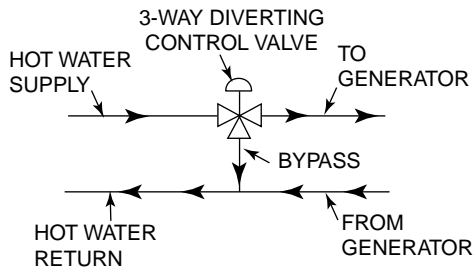 3-WAY DIVERTING
CONTROL VALVE
HOT WATER
SUPPLY
TO
GENERATOR
BYPASS
HOT WATER
RETURN
FROM
GENERATOR